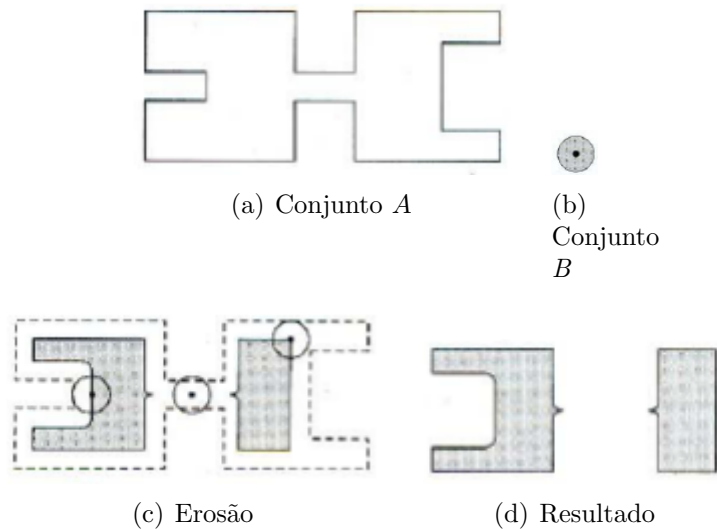 (a) Conjunto A
(b)
Conjunto
B
(c) Erosão
(d) Resultado